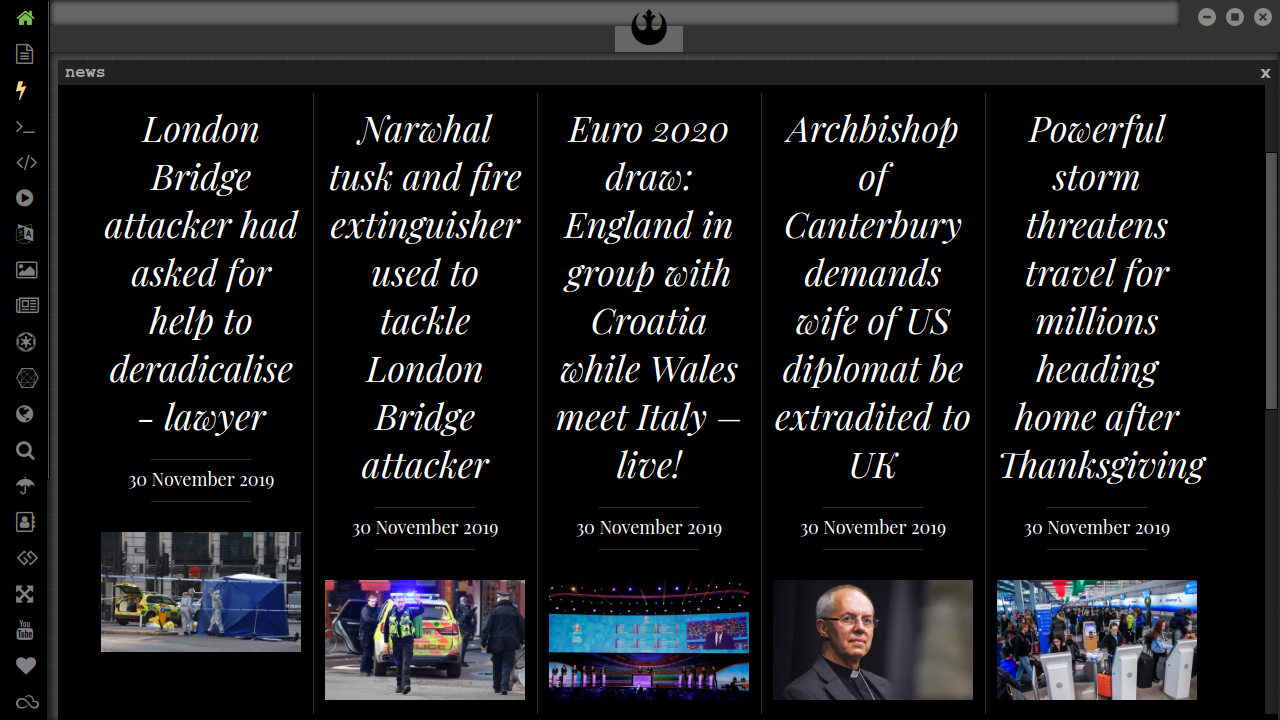 news
x
London
Bridge
attacker had
asked for
help to
deradicalise
- lawyer
30 November 2019
Narwhal
tusk and fire
extinguisher
used to
tackle
London
Bridge
attacker
30 November 2019
Euro 2020
draw:
England in
group with
Croatia
while Wales
meet Italy –
live!
30 November 2019
Archbishop
of
Canterbury
demands
wife of US
diplomat be
extradited to
UK
30 November 2019
Powerful
storm
threatens
travel for
millions
heading
home after
Thanksgiving
30 November 2019
You
Tube